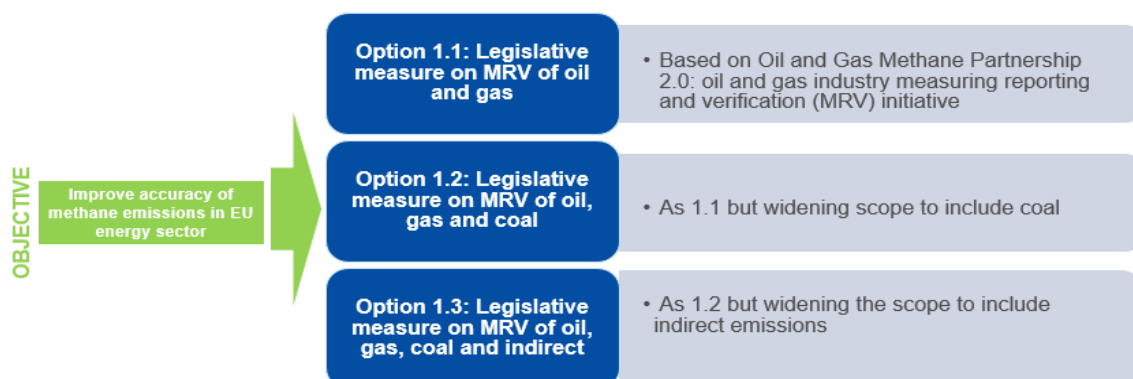 OBJECTIVE
Improve accuracy of
methane emissions in EU
energy sector
Option 1.1: Legislative
measure on MRV of oil
and gas
• Based on Oil and Gas Methane Partnership
2.0: oil and gas industry measuring reporting
and verification (MRV) initiative
Option 1.2: Legislative
measure on MRV of oil,
gas and coal
• As 1.1 but widening scope to include coal
Option 1.3: Legislative
measure on MRV of oil,
gas, coal and indirect
• As 1.2 but widening the scope to include
indirect emissions